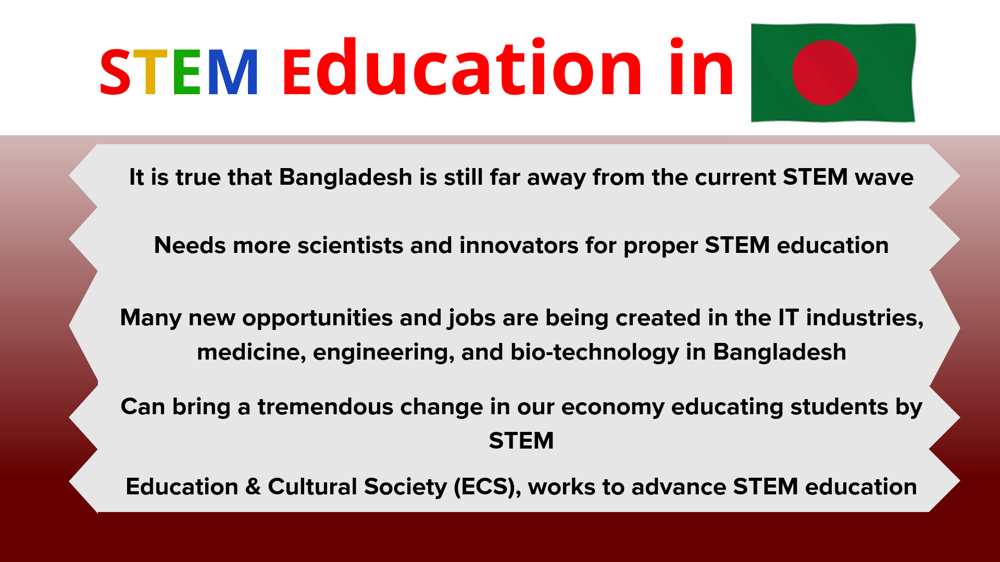 STEM Education in
It is true that Bangladesh is still far away from the current STEM wave
Needs more scientists and innovators for proper STEM education
Many new opportunities and jobs are being created in the IT industries,
medicine, engineering, and bio-technology in Bangladesh
Can bring a tremendous change in our economy educating students by
STEM
Education & Cultural Society (ECS), works to advance STEM education